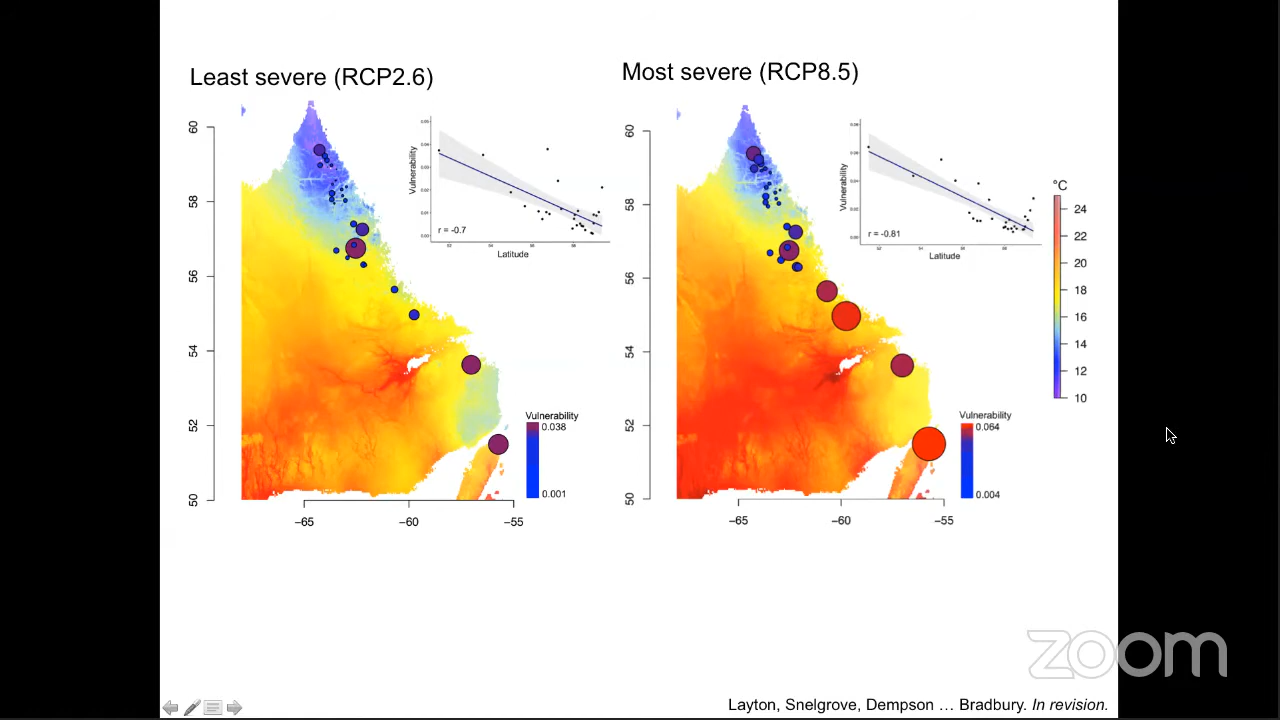 Least severe (RCP2.6)
Most severe (RCP8.5)
60
58
56
54
52
50
−65
−60
−55
Vulnerability
r = -0.7
Latitude
Vulnerability
0.038
0.001
60
58
56
54
52
50
−65
−60
−55
Vulnerability
r = -0.81
Latitude
Vulnerability
0.064
0.004
°C
24
22
20
18
16
14
12
10
zoom
Layton, Snelgrove, Dempson … Bradbury. In revision.